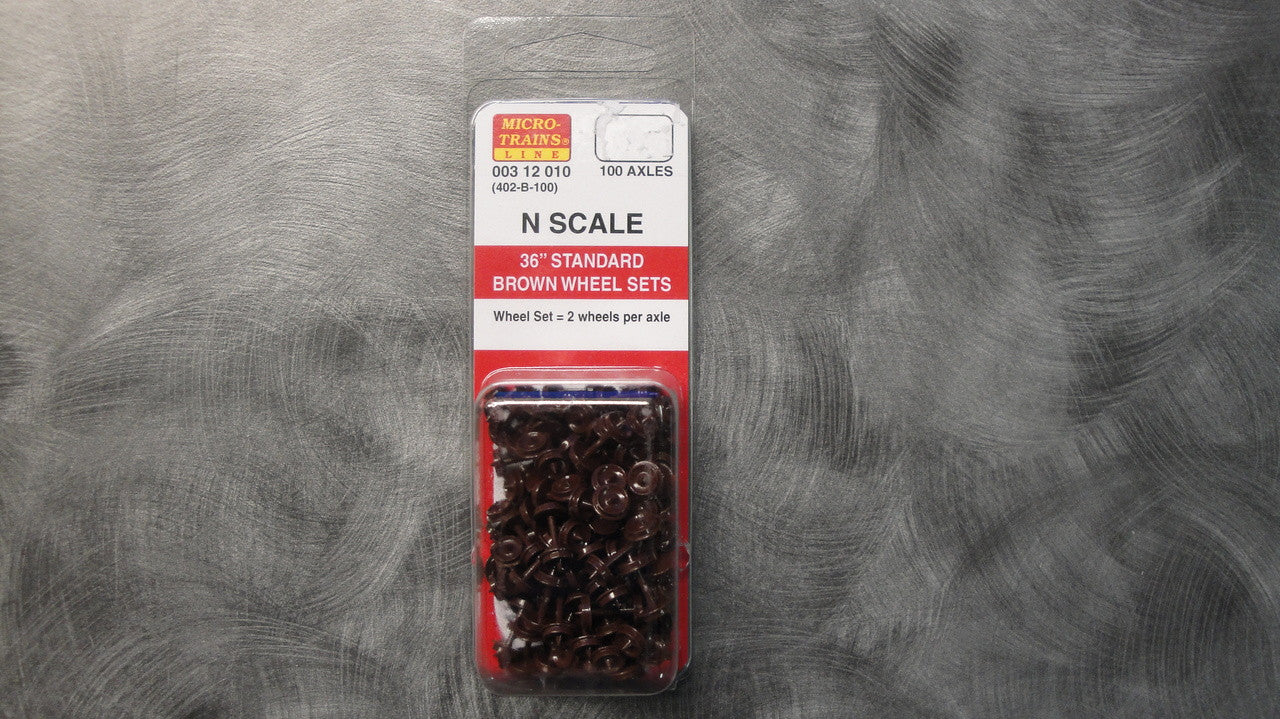 MICRO-
TRAINS®
LINE
003 12 010
(402-B-100)
100 AXLES
N SCALE
36” STANDARD
BROWN WHEEL SETS
Wheel Set = 2 wheels per axle